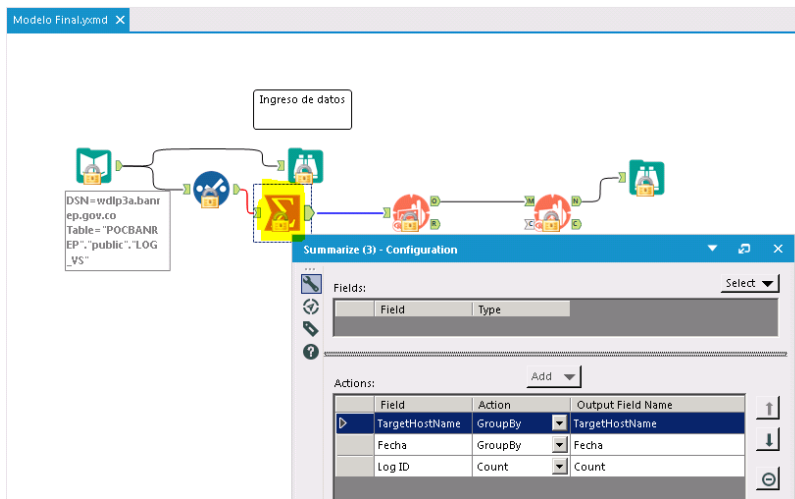 Modelo Final.yxmd X
Ingreso de datos
DSN=wdlp3a.banr
ep.gov.co
Table="POCBANR
EP"."public"."LOG
_VS"
O
R
M
C
N
C
Summarize (3) - Configuration
Select
Fields:
Field Type
Add
Actions:
Field Action Output Field Name
TargetHostName GroupBy TargetHostName
Fecha GroupBy Fecha
Log ID Count Count